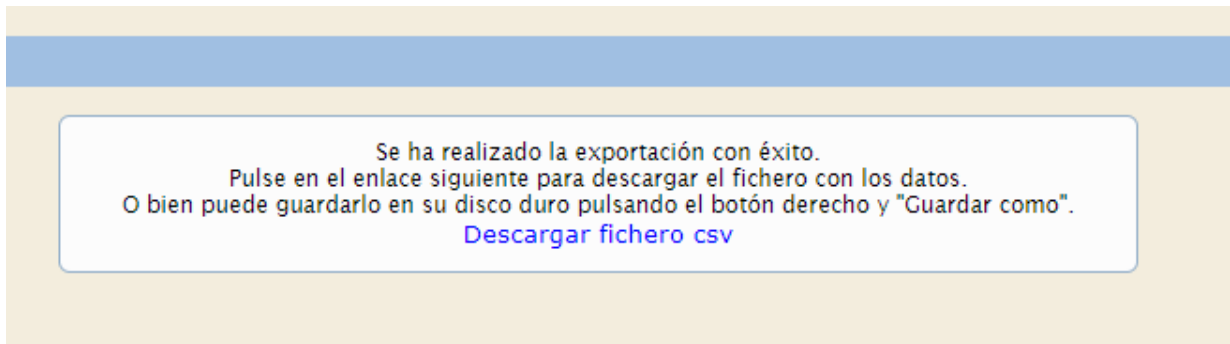 Se ha realizado la exportación con éxito.
Pulse en el enlace siguiente para descargar el fichero con los datos.
O bien puede guardarlo en su disco duro pulsando el botón derecho y "Guardar como".
Descargar fichero csv